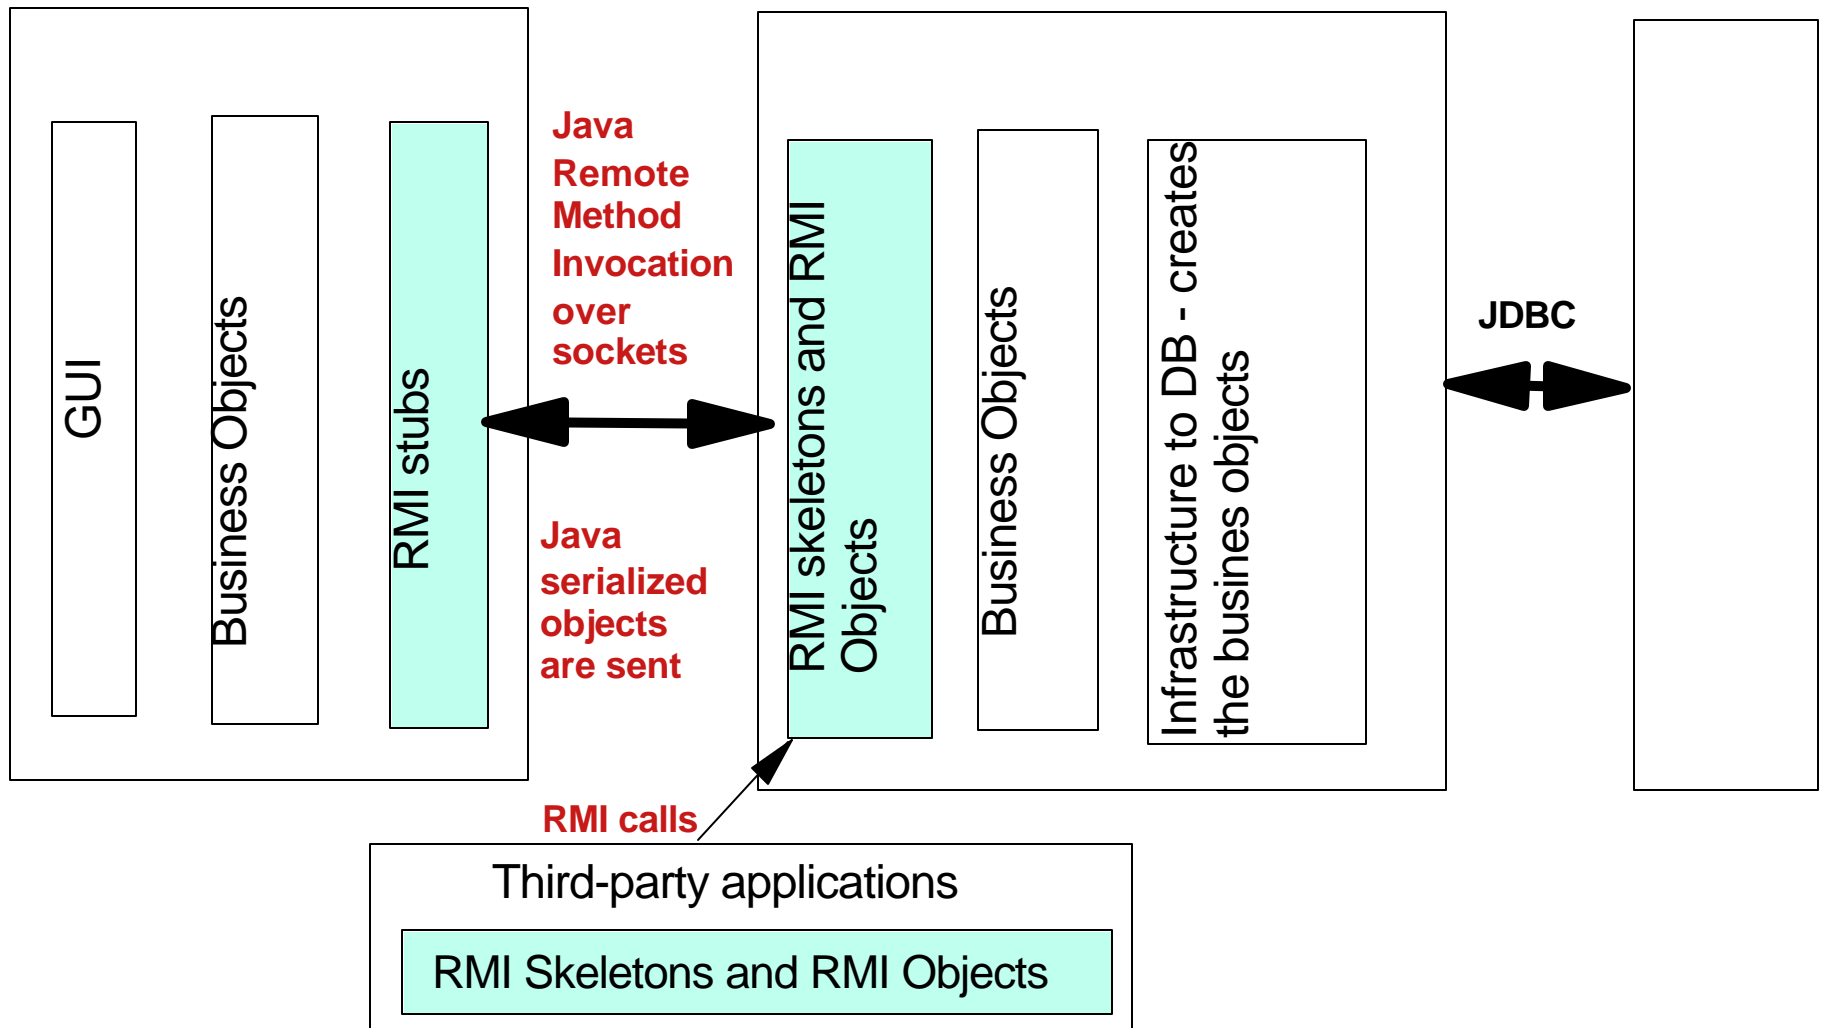 GUI
Business Objects
RMI stubs
Java
Remote
Method
Invocation
over
sockets
Java
serialized
objects
are sent
RMI skeletons and RMI
Objects
Business Objects
Infrastructure to DB - creates
the busines objects
JDBC
RMI calls
Third-party applications
RMI Skeletons and RMI Objects